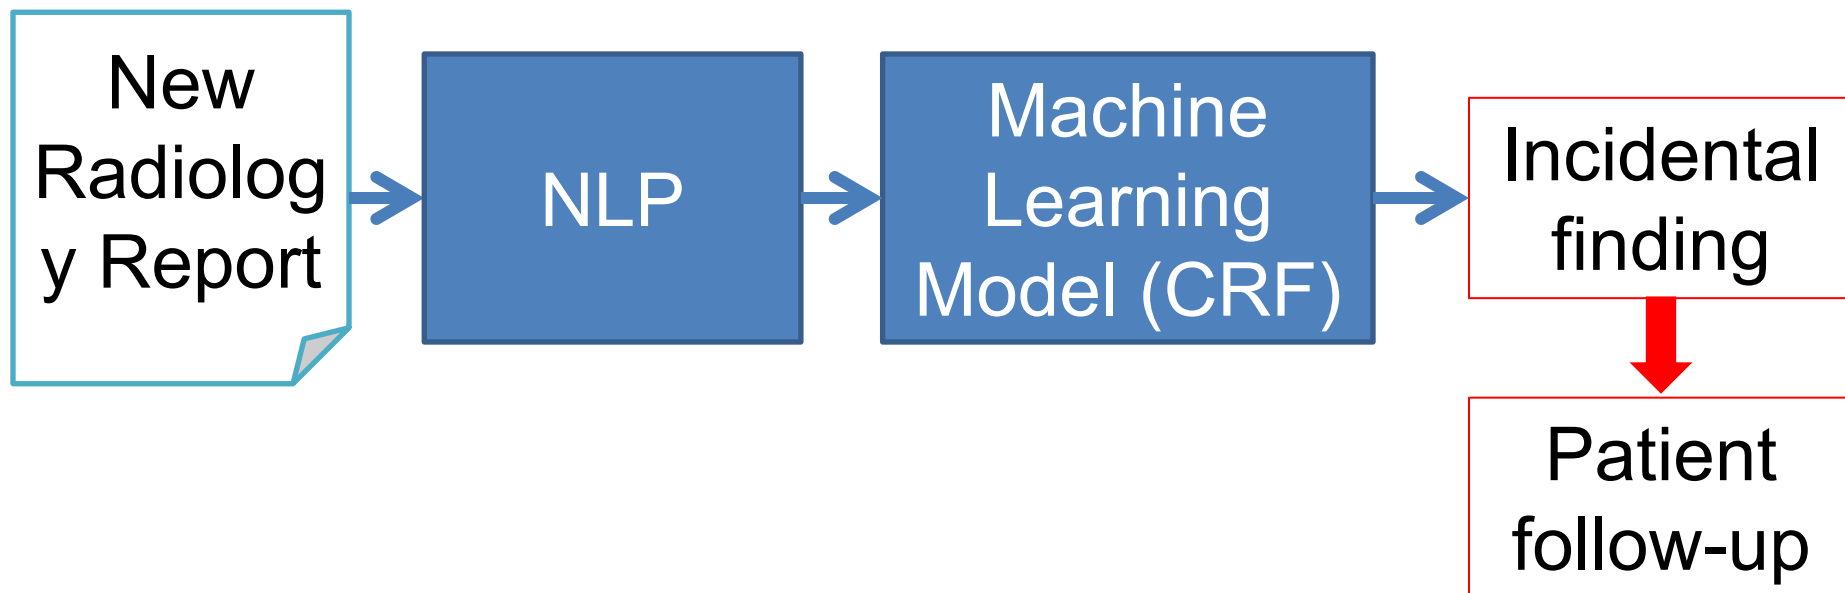 New
Radiolog
y Report
NLP
Machine
Learning
Model (CRF)
Incidental
finding
Patient
follow-up